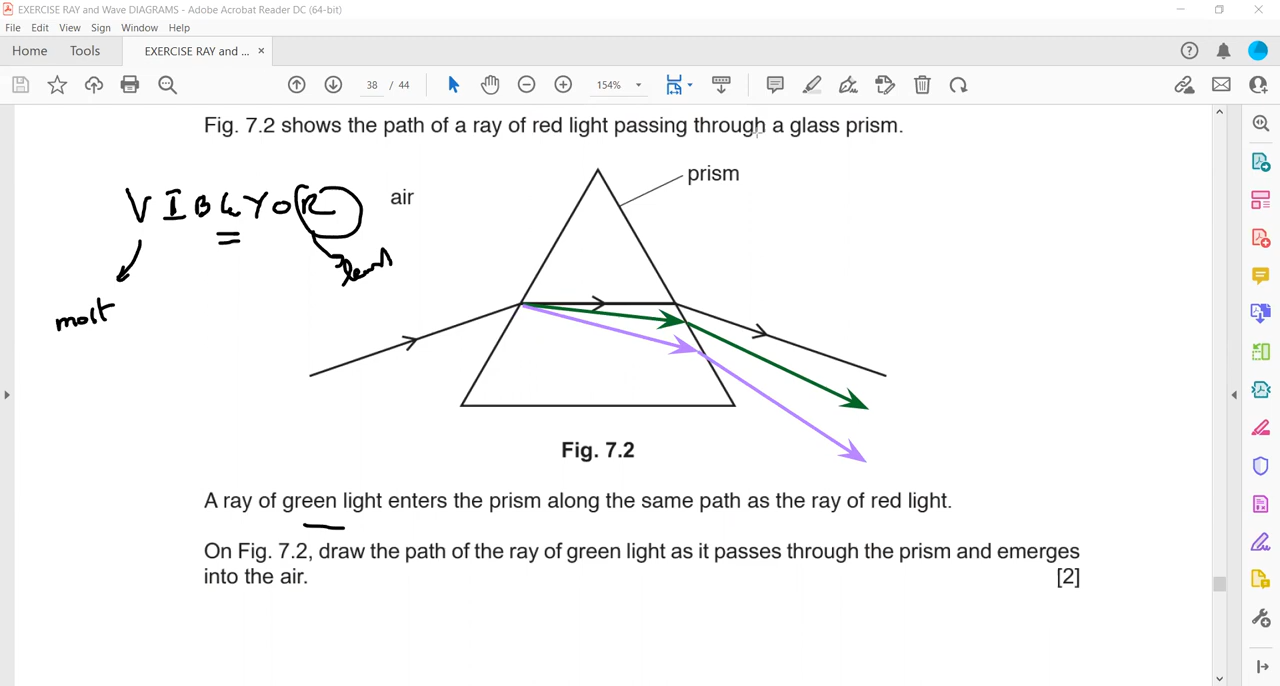 EXERCISE RAY and Wave DIAGRAMS - Adobe Acrobat Reader DC (64-bit)
File Edit View Sign Window Help
Home Tools EXERCISE RAY and ... ×
38 / 44 154%
Fig. 7.2 shows the path of a ray of red light passing through a glass prism.
prism
air
VIBGYOR
least
most
Fig. 7.2
A ray of green light enters the prism along the same path as the ray of red light.
On Fig. 7.2, draw the path of the ray of green light as it passes through the prism and emerges
into the air. [2]